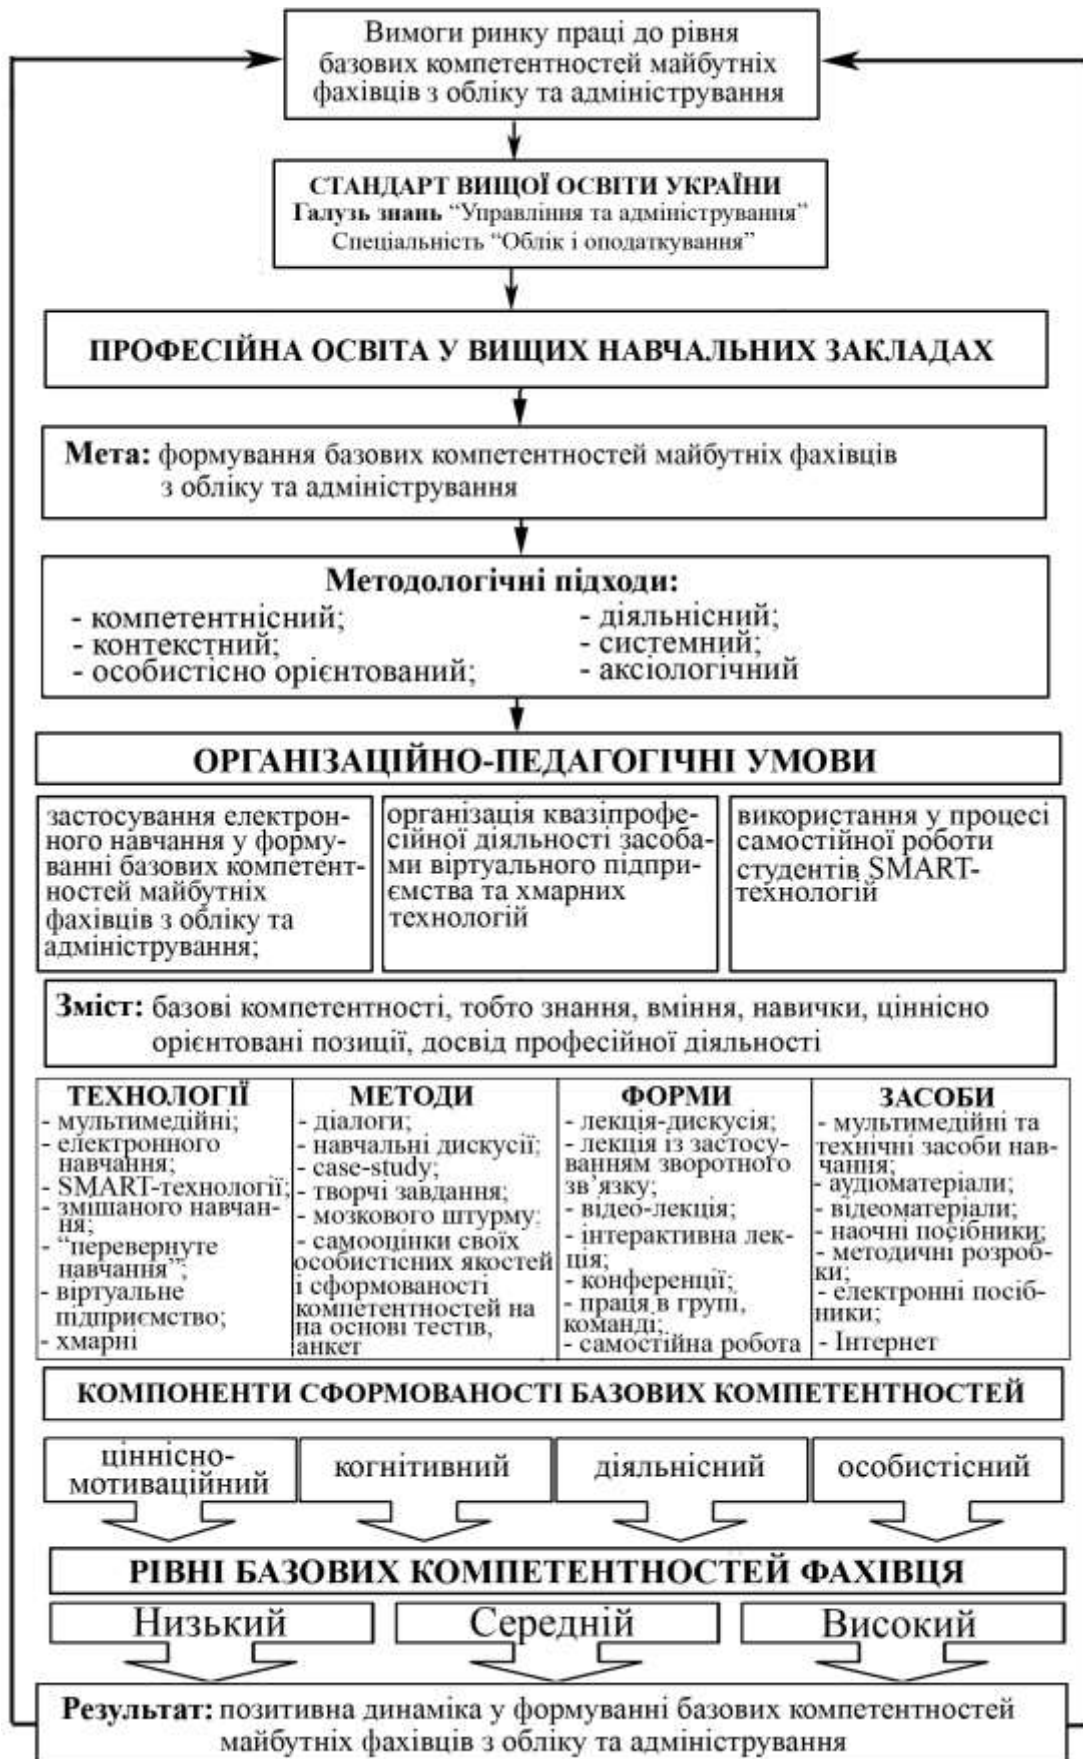 Вимоги ринку праці до рівня
базових компетентностей майбутніх
фахівців з обліку та адміністрування
СТАНДАРТ ВИЩОЇ ОСВІТИ УКРАЇНИ
Галузь знань “Управління та адміністрування”
Спеціальність “Облік і оподаткування”
ПРОФЕСІЙНА ОСВІТА У ВИЩИХ НАВЧАЛЬНИХ ЗАКЛАДАХ
Мета: формування базових компетентностей майбутніх фахівців
з обліку та адміністрування
Методологічні підходи:
- компетентнісний;
- контекстний;
- особистісно орієнтований;
- діяльнісний;
- системний;
- аксіологічний
ОРГАНІЗАЦІЙНО-ПЕДАГОГІЧНІ УМОВИ
застосування електрон-
ного навчання у форму-
ванні базових компетент-
ностей майбутніх
фахівців з обліку та
адміністрування;
організація квазіпрофе-
сійної діяльності засоба-
ми віртуального підпри-
ємства та хмарних
технологій
використання у процесі
самостійної роботи
студентів SMART-
технологій
Зміст: базові компетентності, тобто знання, вміння, навички, ціннісно
орієнтовані позиції, досвід професійної діяльності
ТЕХНОЛОГІЇ
- мультимедійні;
- електронного
навчання;
- SMART-технології;
- змішаного навчан-
ня;
- “перевернуте
навчання”;
- віртуальне
підприємство;
- хмарні
МЕТОДИ
- діалоги;
- навчальні дискусії;
- case-study;
- творчі завдання;
- мозкового штурму;
- самооцінки своїх
особистісних якостей
і сформованості
компетентностей на
на основі тестів,
анкет
ФОРМИ
- лекція-дискусія;
- лекція із застосу-
ванням зворотного
зв’язку;
- відео-лекція;
- інтерактивна лек-
ція;
- конференції;
- праця в групі,
команді;
- самостійна робота
ЗАСОБИ
- мультимедійні та
технічні засоби нав-
чання;
- аудіоматеріали;
- відеоматеріали;
- наочні посібники;
- методичні розроб-
ки;
- електронні посіб-
ники;
- Інтернет
КОМПОНЕНТИ СФОРМОВАНОСТІ БАЗОВИХ КОМПЕТЕНТНОСТЕЙ
ціннісно-
мотиваційний
когнітивний
діяльнісний
особистісний
РІВНІ БАЗОВИХ КОМПЕТЕНТНОСТЕЙ ФАХІВЦЯ
Низький
Середній
Високий
Результат: позитивна динаміка у формуванні базових компетентностей
майбутніх фахівців з обліку та адміністрування